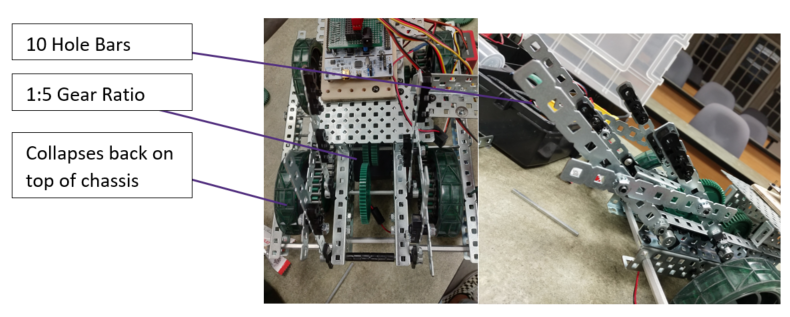 10 Hole Bars
1:5 Gear Ratio
Collapses back on
top of chassis